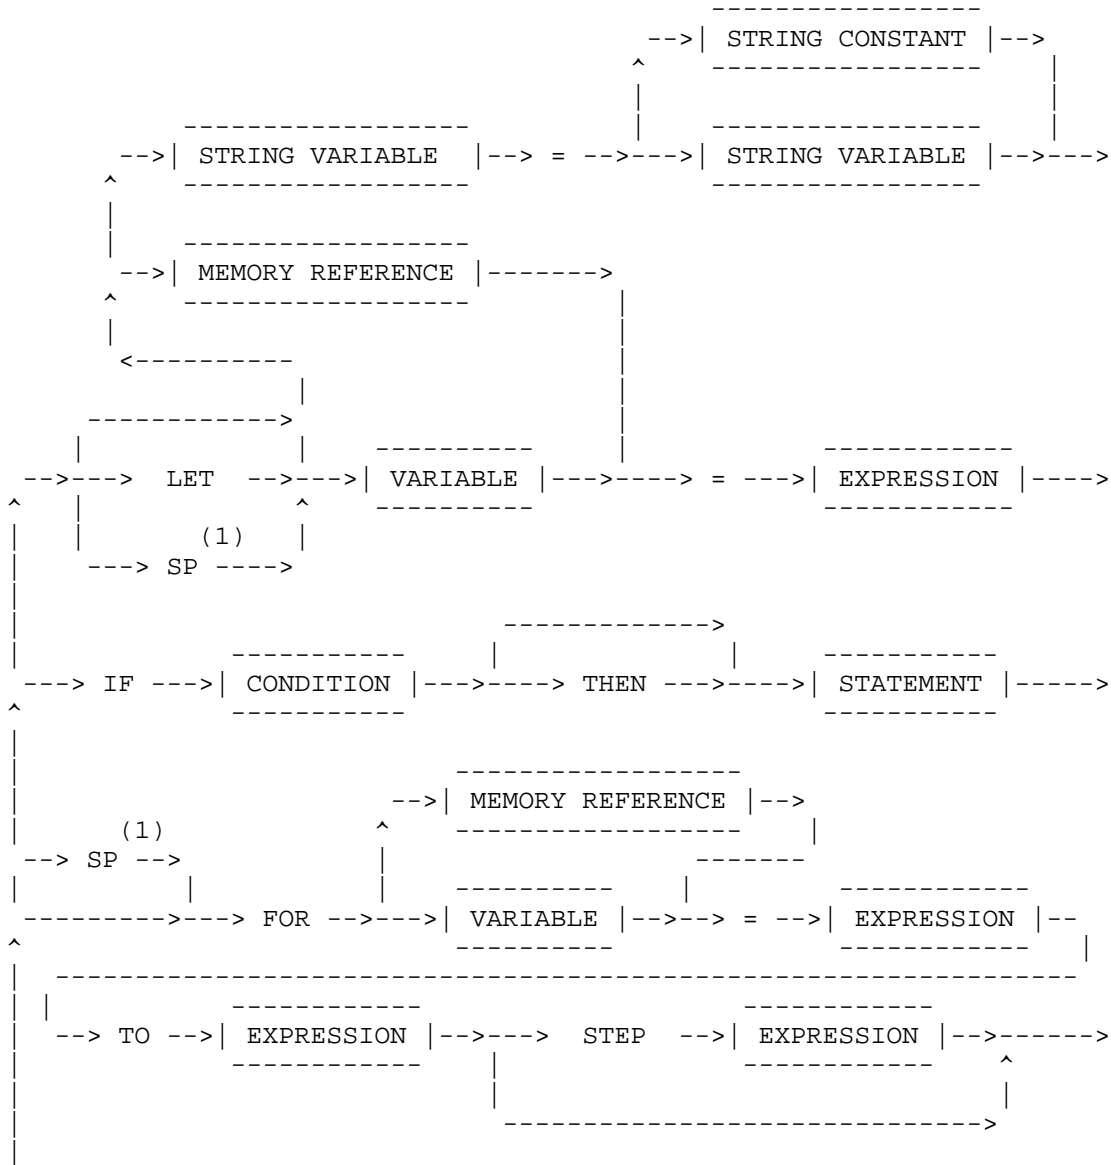 -----------------
-->| STRING CONSTANT |-->
^ ----------------- |
| |
------------------ | ----------------- |
-->| STRING VARIABLE |--> = -->--->| STRING VARIABLE |-->--->
^ ------------------ -----------------
|
| ------------------
-->| MEMORY REFERENCE |------->
^ ------------------ |
| |
<---------- |
| |
------------> |
| | ---------- | ------------
-->---> LET -->--->| VARIABLE |--->----> = --->| EXPRESSION |---->
^ | ^ ---------- ------------
| | (1) |
| ---> SP ---->
|
| ------------->
| ----------- | | -----------
---> IF --->| CONDITION |--->----> THEN --->---->| STATEMENT |----->
^ ----------- -----------
|
| ------------------
| -->| MEMORY REFERENCE |-->
| (1) ^ ------------------ |
--> SP --> | -------
| | | ---------- | ------------
--------->---> FOR -->--->| VARIABLE |-->--> = -->| EXPRESSION |--
^ ---------- ------------ |
| -----------------------------------------------------------------
| | ------------ ------------
| --> TO -->| EXPRESSION |-->---> STEP -->| EXPRESSION |-->------>
| ------------ | ------------ ^
| | |
| ------------------------------>
|